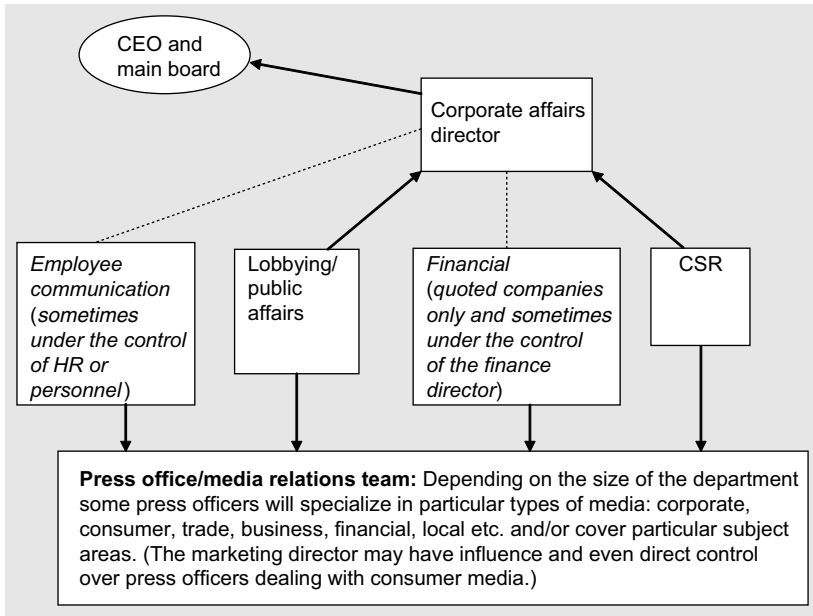 CEO and
main board
Corporate affairs
director
Employee
communication
(sometimes
under the control
of HR or
personnel)
Lobbying/
public
affairs
Financial
(quoted companies
only and sometimes
under the control
of the finance
director)
CSR
Press office/media relations team: Depending on the size of the department
some press officers will specialize in particular types of media: corporate,
consumer, trade, business, financial, local etc. and/or cover particular subject
areas. (The marketing director may have influence and even direct control
over press officers dealing with consumer media.)